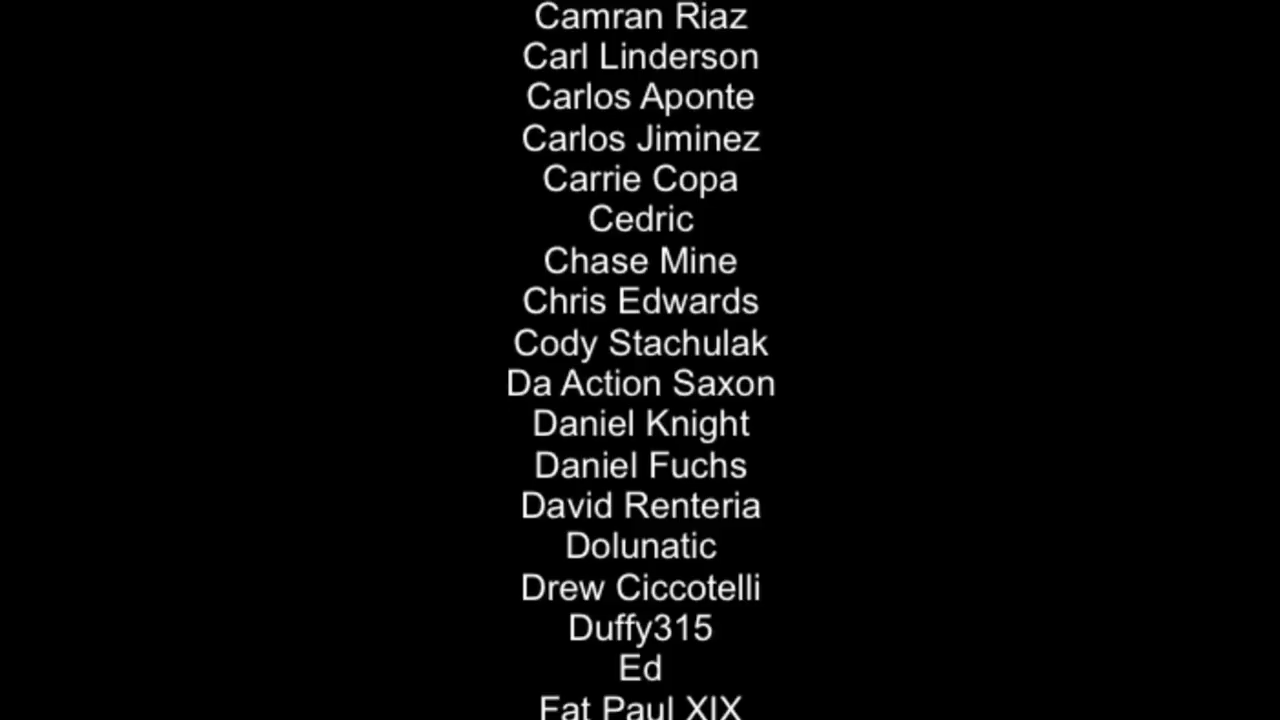 Camran Riaz
Carl Linderson
Carlos Aponte
Carlos Jiminez
Carrie Copa
Cedric
Chase Mine
Chris Edwards
Cody Stachulak
Da Action Saxon
Daniel Knight
Daniel Fuchs
David Renteria
Dolunatic
Drew Ciccotelli
Duffy315
Ed
Fat Paul XIX